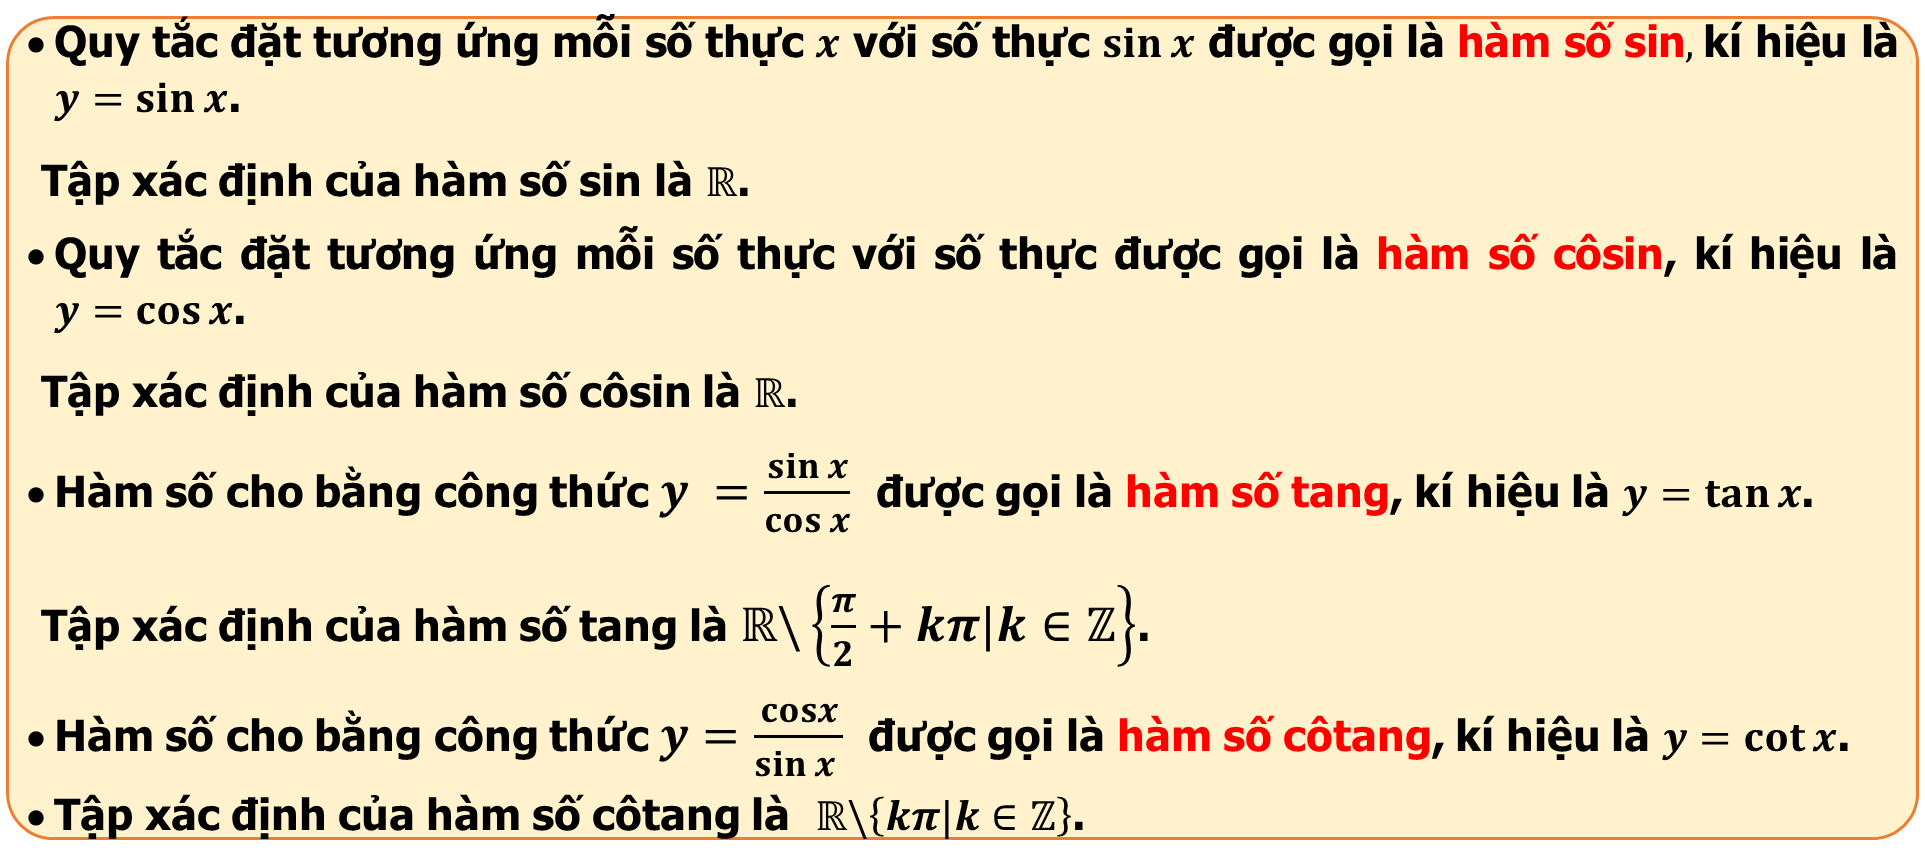 • Quy tắc đặt tương ứng mỗi số thực x với số thực sin x được gọi là hàm số sin, kí hiệu là
y = sin x.
Tập xác định của hàm số sin là ℝ.
• Quy tắc đặt tương ứng mỗi số thực với số thực được gọi là hàm số côsin, kí hiệu là
y = cos x.
Tập xác định của hàm số côsin là ℝ.
• Hàm số cho bằng công thức y = \frac{sin x}{cos x} được gọi là hàm số tang, kí hiệu là y = tan x.
Tập xác định của hàm số tang là ℝ\ {\frac{π}{2} + kπ|k ∈ ℤ}.
• Hàm số cho bằng công thức y = \frac{cosx}{sin x} được gọi là hàm số côtang, kí hiệu là y = cot x.
• Tập xác định của hàm số côtang là ℝ\{kπ|k ∈ ℤ}.